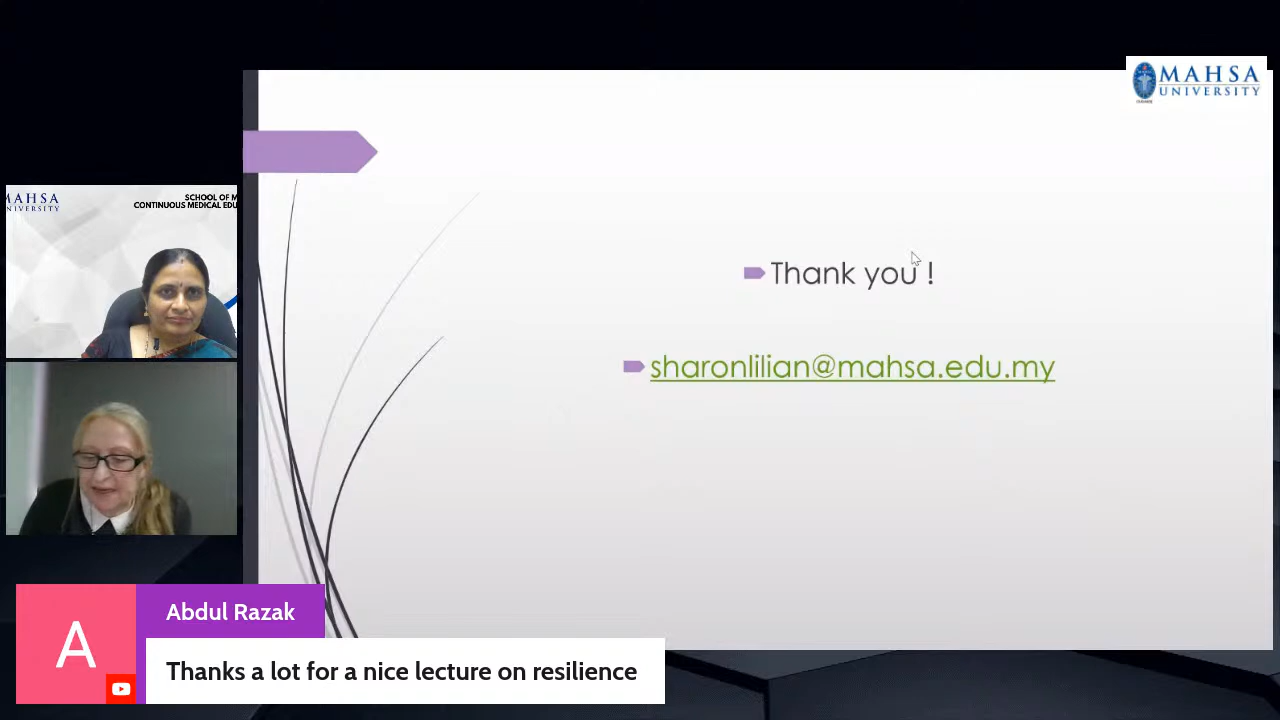 MAHSA
UNIVERSITY
MAHSA
UNIVERSITY
SCHOOL OF M
CONTINUOUS MEDICAL EDU
Thank you !
sharonlilian@mahsa.edu.my
A
Abdul Razak
Thanks a lot for a nice lecture on resilience